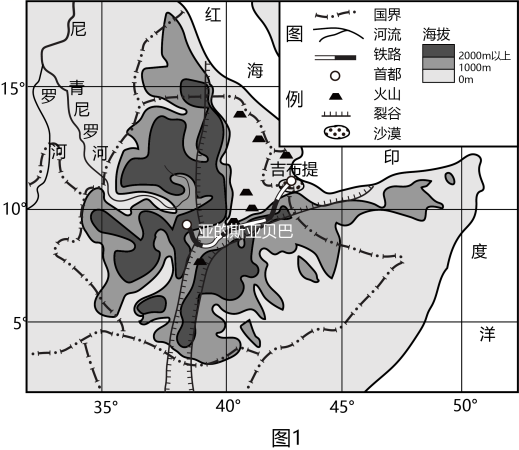 尼
红
海
罗
青
尼
罗
河
河
图
例
国界
河流
铁路
首都
火山
裂谷
沙漠
海拔
2000m以上
1000m
0m
吉布提
亚的斯亚贝巴
印
度
洋
15°
10°
5°
35°
40°
45°
50°
图1